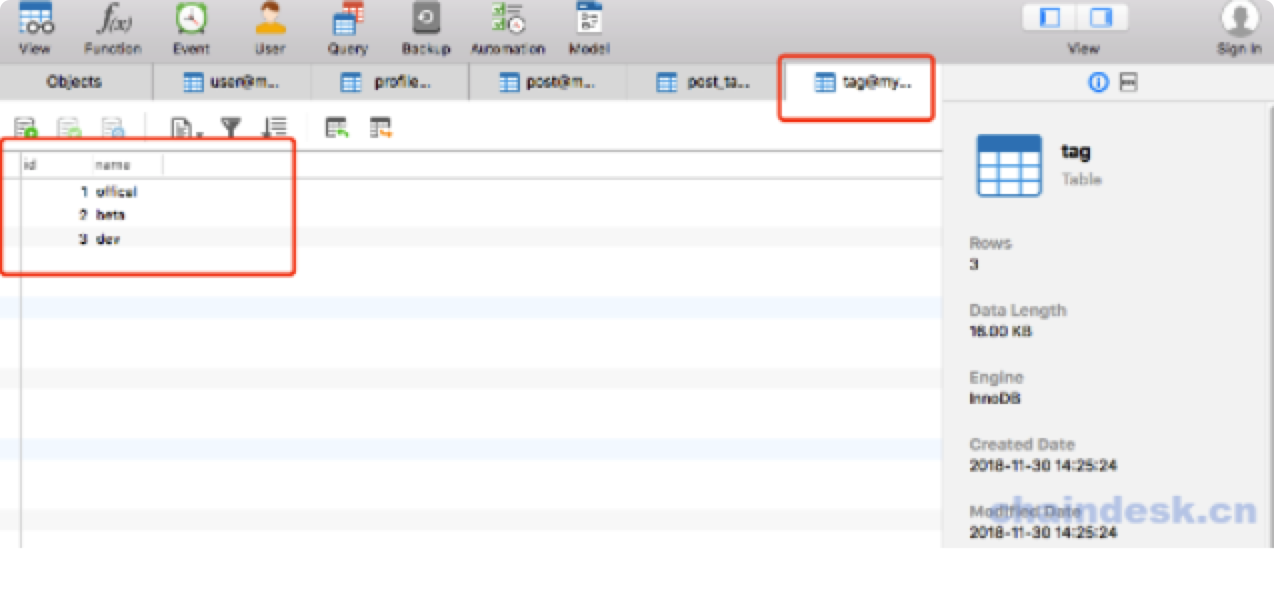 View Function Event User Query Backup Automation Model View Sign In
Objects user@m... profile... post@m... post_ta... tag@my...
id name
1 offical
2 beta
3 dev
tag
Table
Rows
3
Data Length
16.00 KB
Engine
InnoDB
Created Date
2018-11-30 14:25:24
Modified Date
chaindesk.cn
2018-11-30 14:25:24